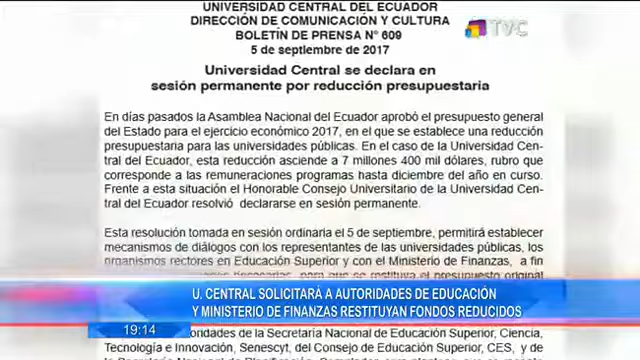 UNIVERSIDAD CENTRAL DEL ECUADOR
DIRECCIÓN DE COMUNICACIÓN Y CULTURA
BOLETÍN DE PRENSA N° 609
5 de septiembre de 2017
TVC
Universidad Central se declara en
sesión permanente por reducción presupuestaria
En días pasados la Asamblea Nacional del Ecuador aprobó el presupuesto general
del Estado para el ejercicio económico 2017, en el que se establece una reducción
presupuestaria para las universidades públicas. En el caso de la Universidad Cen-
tral del Ecuador, esta reducción asciende a 7 millones 400 mil dólares, rubro que
corresponde a las remuneraciones programas hasta diciembre del año en curso.
Frente a esta situación el Honorable Consejo Universitario de la Universidad Cen-
tral del Ecuador resolvió declararse en sesión permanente.
Esta resolución tomada en sesión ordinaria el 5 de septiembre, permitirá establecer
mecanismos de diálogos con los representantes de las universidades públicas, los
organismos rectores en Educación Superior y con el Ministerio de Finanzas, a fin
necesarias, para que se restituya el presupuesto original
U. CENTRAL SOLICITARÁ A AUTORIDADES DE EDUCACIÓN
Y MINISTERIO DE FINANZAS RESTITUYAN FONDOS REDUCIDOS
19:14
de la Secretaría Nacional de Educación Superior, Ciencia,
Tecnología e Innovación, Senescyt, del Consejo de Educación Superior, CES, y de